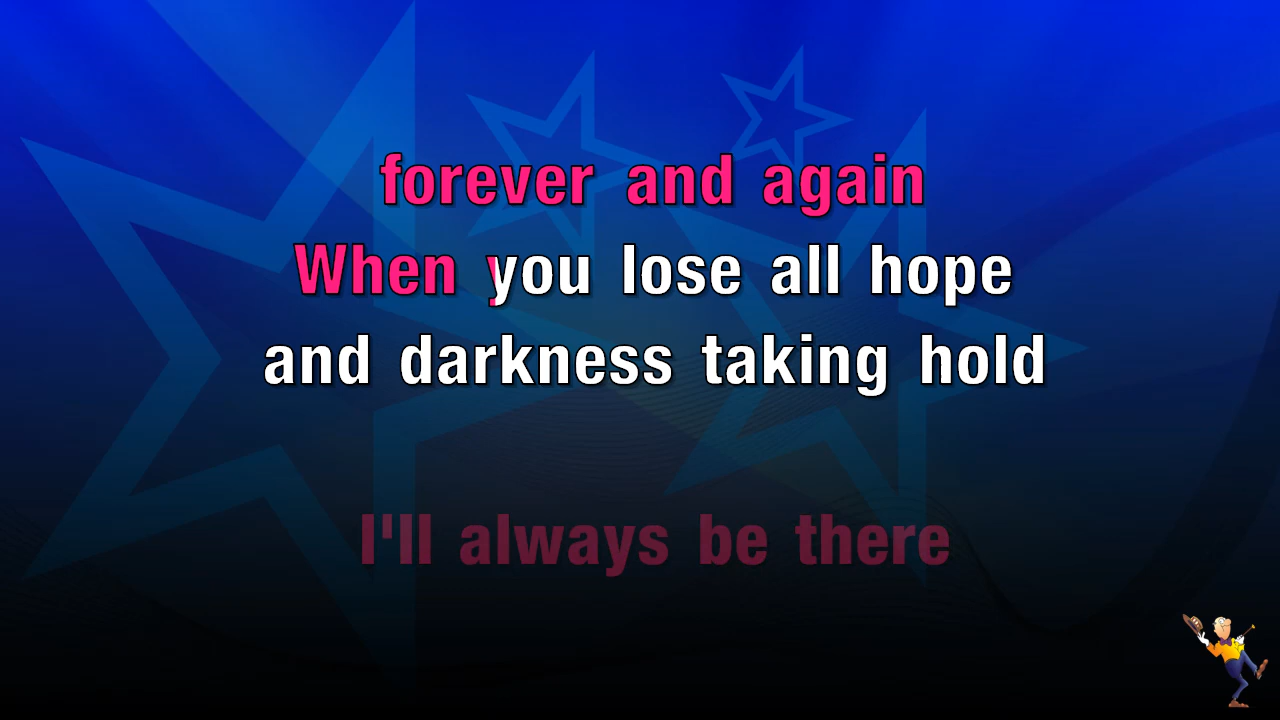 forever and again
When you lose all hope
and darkness taking hold
I'll always be there